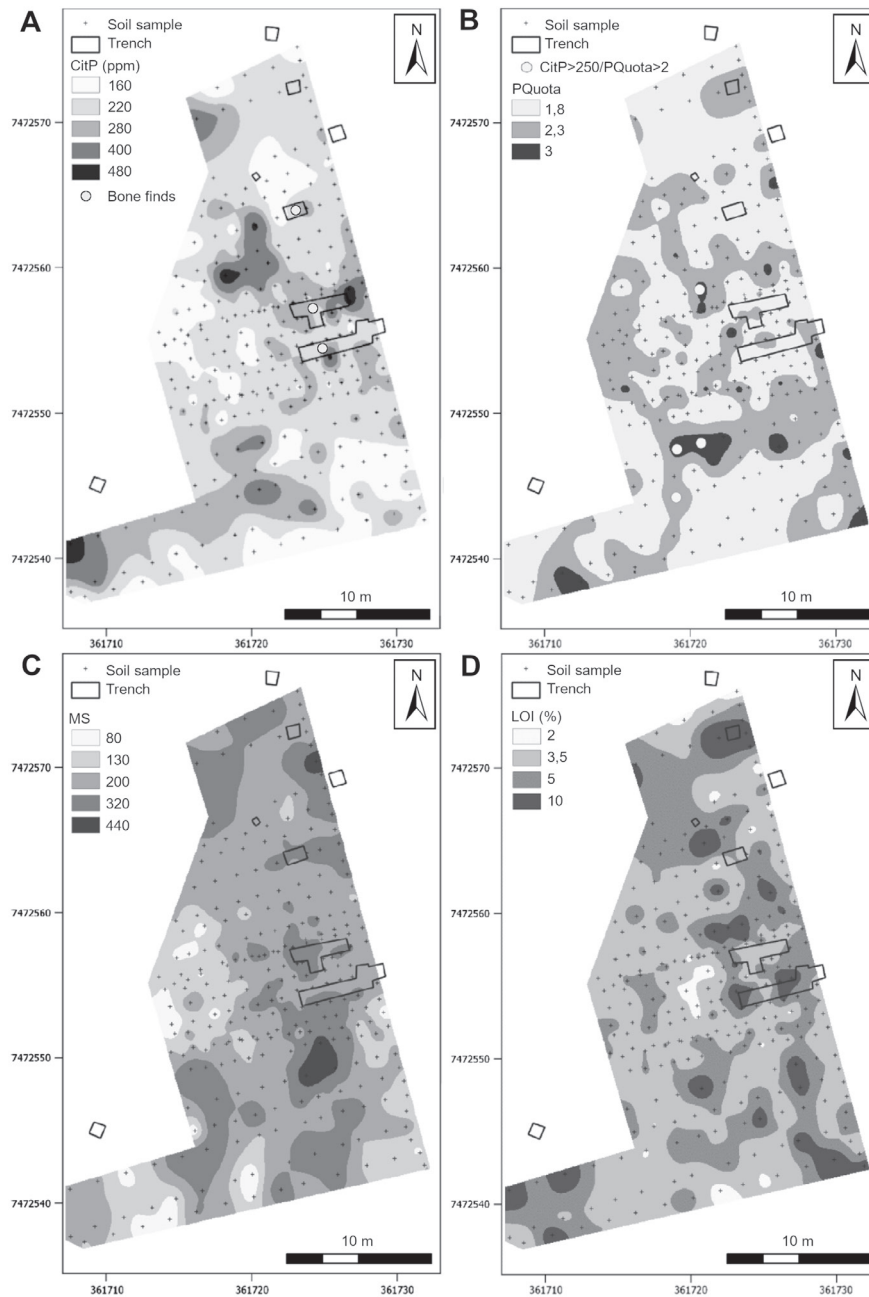 A
+ Soil sample
Trench
CitP (ppm)
160
220
280
400
480
Bone finds
N
7472570
7472560
7472550
7472540
10 m
361710 361720 361730
B
+ Soil sample
Trench
CitP>250/PQuota>2
PQuota
1,8
2,3
3
N
7472570
7472560
7472550
7472540
10 m
361710 361720 361730
C
+ Soil sample
Trench
MS
80
130
200
320
440
N
7472570
7472560
7472550
7472540
10 m
361710 361720 361730
D
+ Soil sample
Trench
LOI (%)
2
3,5
5
10
N
7472570
7472560
7472550
7472540
10 m
361710 361720 361730